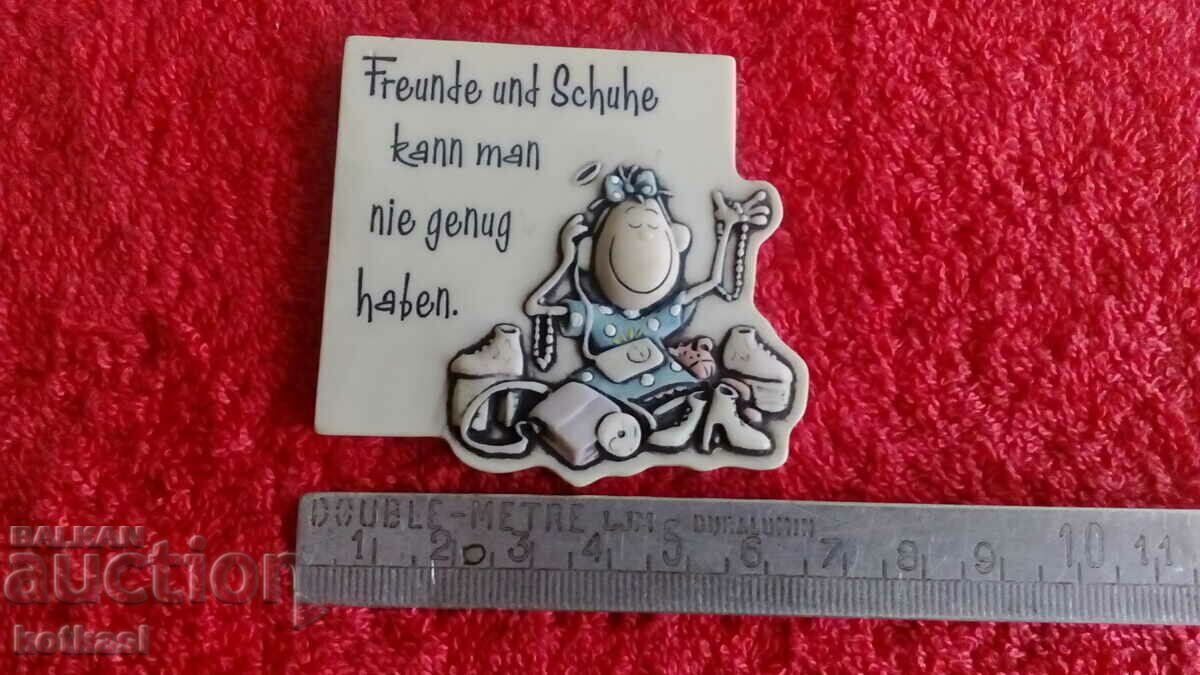 Freunde und Schuhe
kann man
nie genug
haben.
DOUBLE-METRE LJM DURALUMIN
1 2 3 4 5 6 7 8 9 10 11
BALKAN
auction
kotkasl